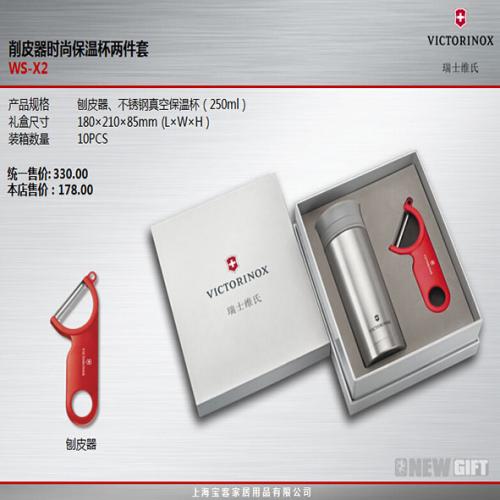 削皮器时尚保温杯两件套
WS-X2
VICTORINOX
瑞士维氏
产品规格 刨皮器、不锈钢真空保温杯（250ml）
礼盒尺寸 180×210×85mm (L×W×H)
装箱数量 10PCS
统一售价: 330.00
本店售价：178.00
VICTORINOX
瑞士维氏
VICTORINOX
VICTORINOX
刨皮器
NEWGIFT
上海宝客家居用品有限公司